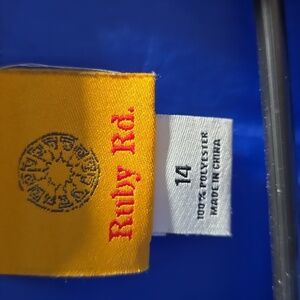 Ruby Rd.
14
100% POLYESTER
MADE IN CHINA